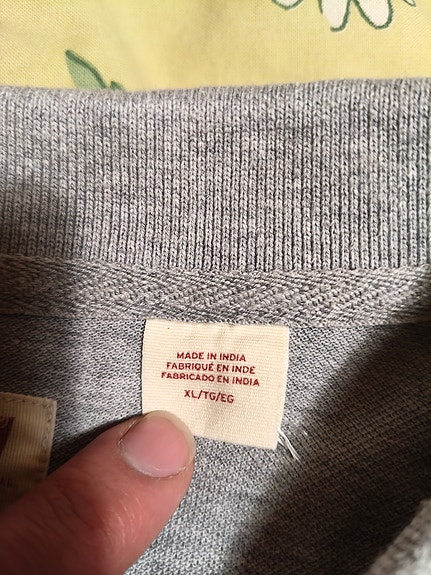 MADE IN INDIA
FABRIQUÉ EN INDE
FABRICADO EN INDIA
XL/TG/EG